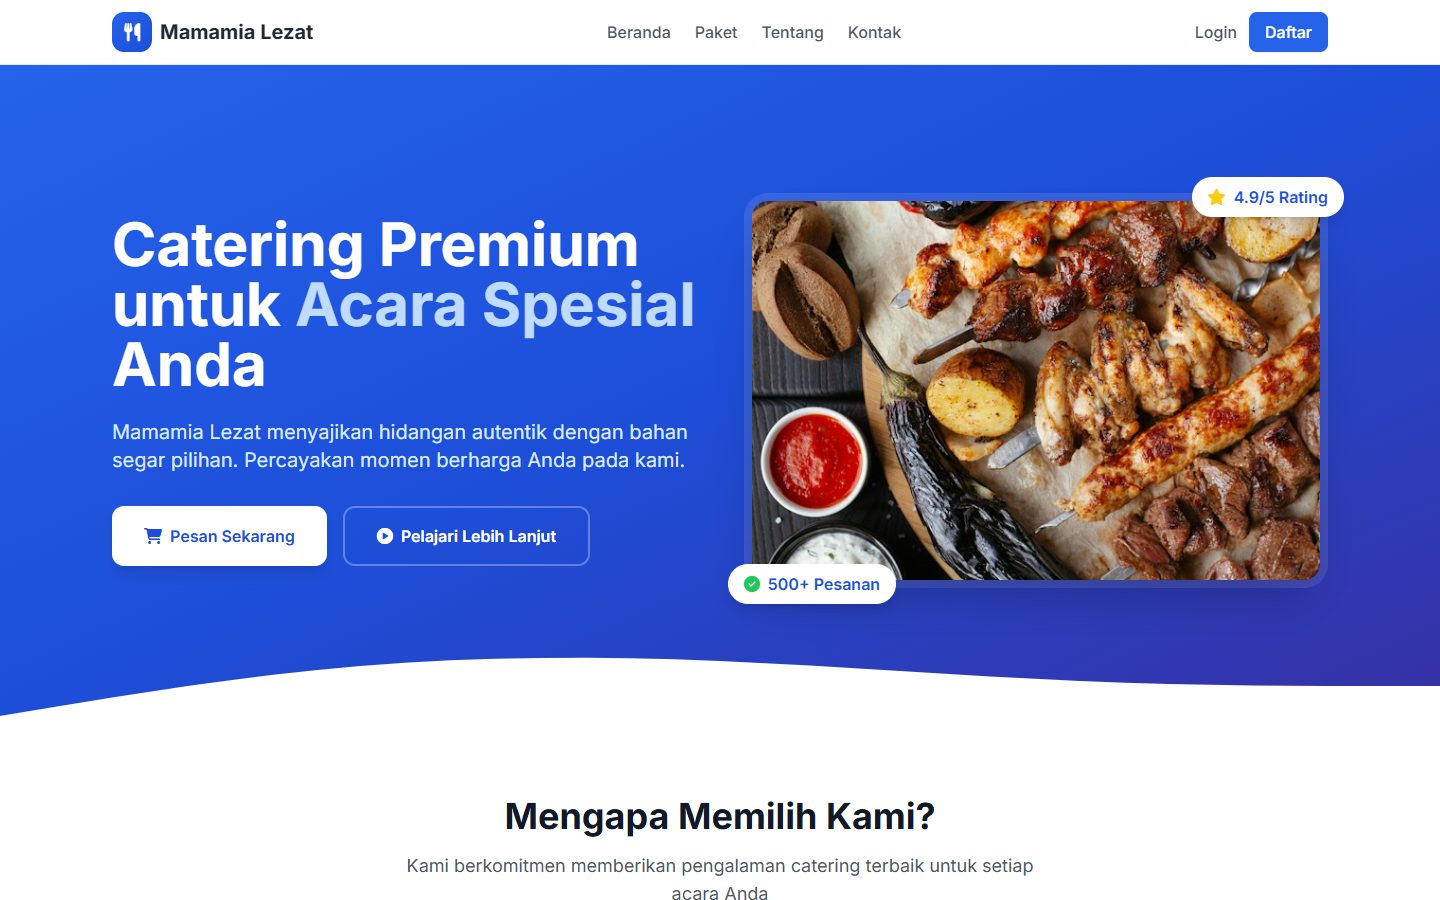 Mamamia Lezat
Beranda
Paket
Tentang
Kontak
Login
Daftar
Catering Premium
untuk Acara Spesial
Anda
Mamamia Lezat menyajikan hidangan autentik dengan bahan
segar pilihan. Percayakan momen berharga Anda pada kami.
Pesan Sekarang
Pelajari Lebih Lanjut
4.9/5 Rating
500+ Pesanan
Mengapa Memilih Kami?
Kami berkomitmen memberikan pengalaman catering terbaik untuk setiap
acara Anda